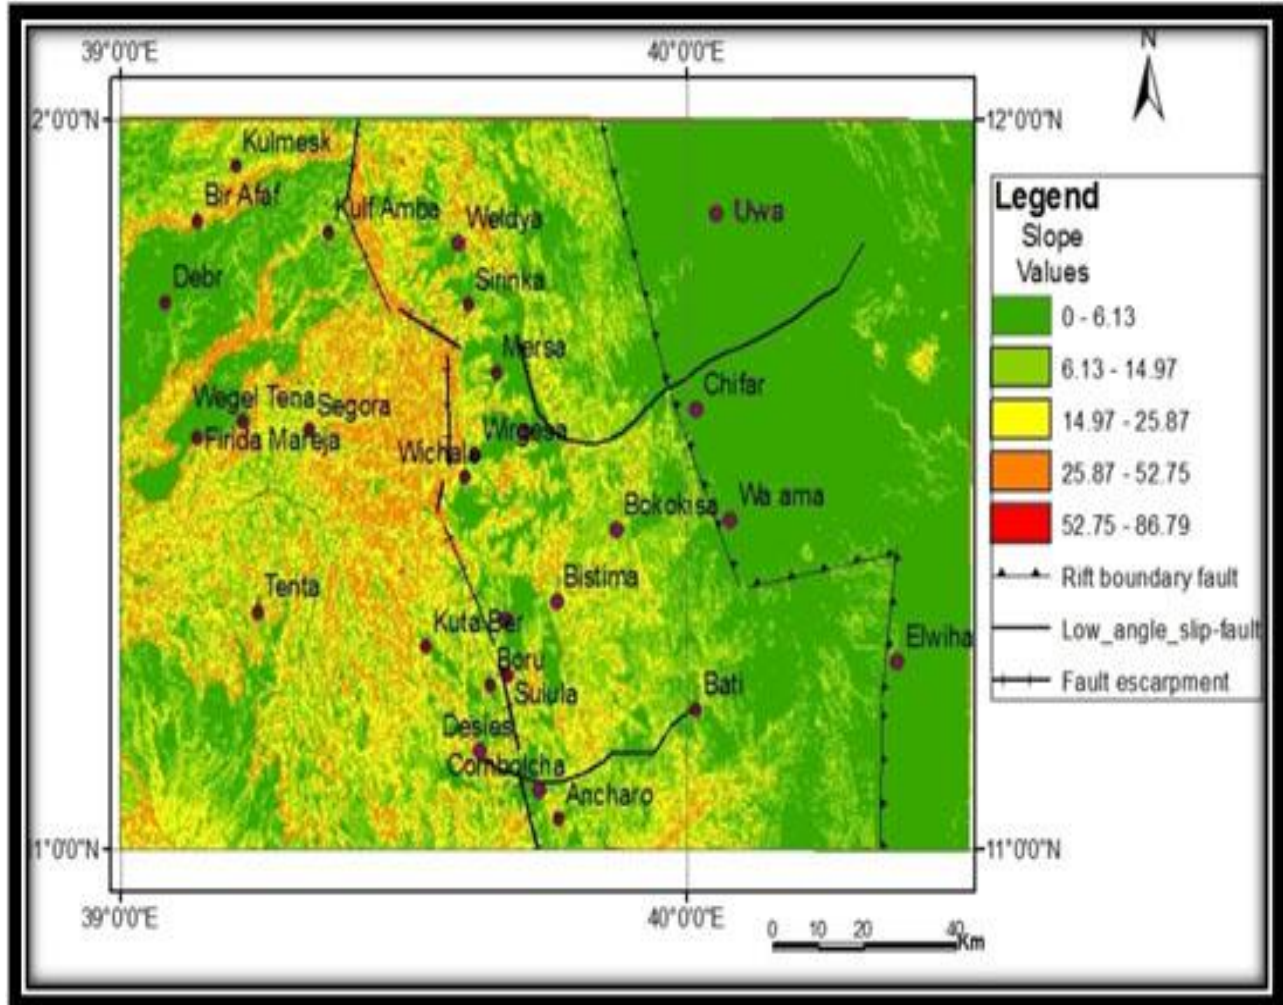 39°0'0"E 40°0'0"E
N
2°0'0"N 12°0'0"N
Kulmesk
Bir Afaf
Kulf Amba
Weldya
Uwa
Debr
Sirinka
Mersa
Chifar
Wegel Tena
Segora
Firida Mareja
Wirgesa
Wichale
Bokokisa
Wa ama
Bistima
Tenta
Kuta Ber
Elwiha
Boru
Sulula
Bati
Desies
Combolcha
Ancharo
1°0'0"N 11°0'0"N
39°0'0"E 40°0'0"E
0 10 20 40
Km
Legend
Slope
Values
0 - 6.13
6.13 - 14.97
14.97 - 25.87
25.87 - 52.75
52.75 - 86.79
Rift boundary fault
Low_angle_slip-fault
Fault escarpment